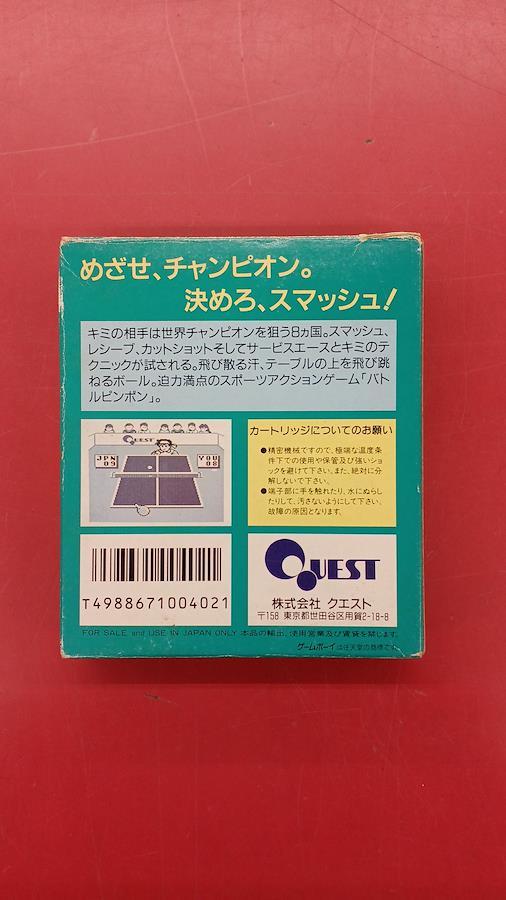 めざせ、チャンピオン。
決めろ、スマッシュ!
キミの相手は世界チャンピオンを狙う8ヵ国。スマッシュ、
レシーブ、カットショットそしてサービスエースとキミのテ
クニックが試される。飛び散る汗、テーブルの上を飛び跳
ねるボール。迫力満点のスポーツアクションゲーム「バト
ルピンポン」。
QUEST
JPN
09
YOU
08
カートリッジについてのお願い
●精密機械ですので、極端な温度条
件下での使用や保管及び強いショ
ックを避けて下さい。また、絶対に分
解しないで下さい。
●端子部に手を触れたり、水にぬらし
たりして、汚さないようにして下さい。
故障の原因となります。
T4988671004021
QUEST
株式会社 クエスト
〒158 東京都世田谷区用賀2-18-8
FOR SALE and USE IN JAPAN ONLY 本品の輸出、使用営業及び賃貸を禁じます。
ゲームボーイは任天堂の商標です。